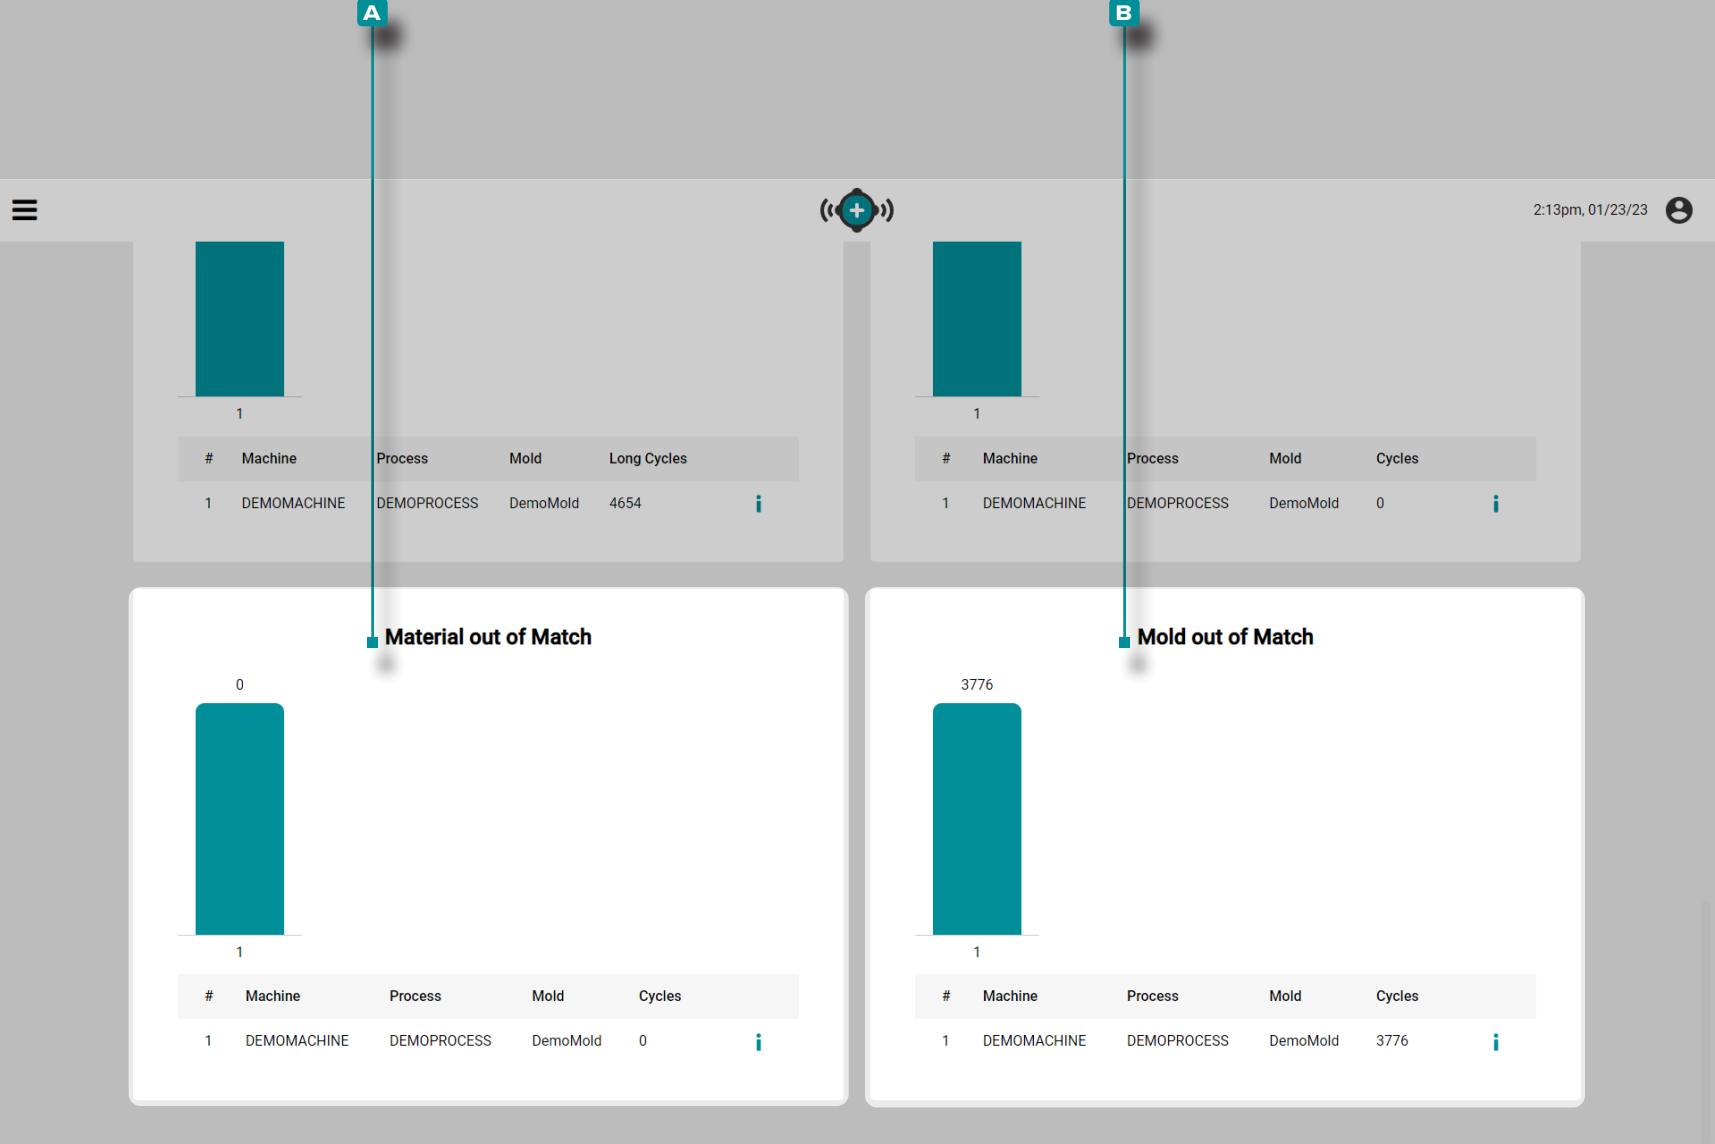 A
B
2:13pm, 01/23/23
1
# Machine Process Mold Long Cycles
1 DEMOMACHINE DEMOPROCESS DemoMold 4654
1
# Machine Process Mold Cycles
1 DEMOMACHINE DEMOPROCESS DemoMold 0
Material out of Match
0
1
# Machine Process Mold Cycles
1 DEMOMACHINE DEMOPROCESS DemoMold 0
Mold out of Match
3776
1
# Machine Process Mold Cycles
1 DEMOMACHINE DEMOPROCESS DemoMold 3776